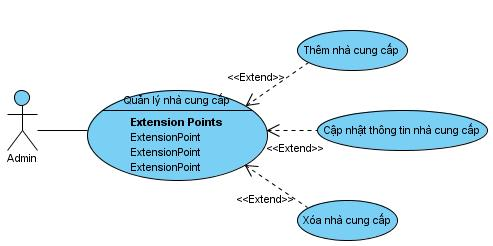 Thêm nhà cung cấp
<<Extend>>
Quản lý nhà cung cấp
Extension Points
ExtensionPoint
ExtensionPoint
ExtensionPoint
Cập nhật thông tin nhà cung cấp
<<Extend>>
Admin
<<Extend>>
Xóa nhà cung cấp